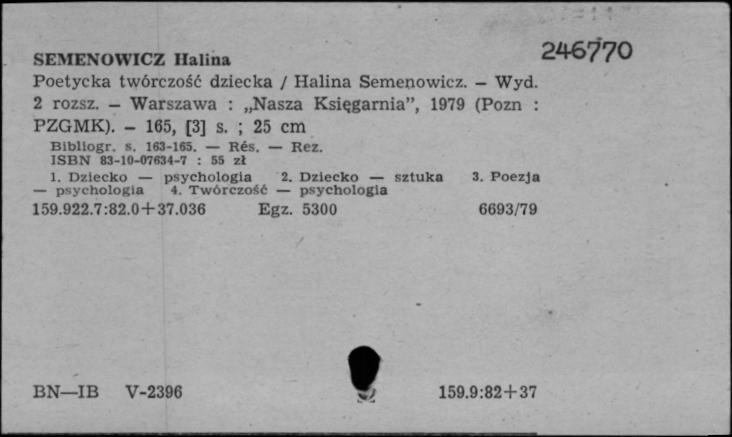 246770
SEMENOWICZ Halina
Poetycka twórczość dziecka / Halina Semenowicz. — Wyd.
2 rozsz. — Warszawa : „Nasza Księgarnia”, 1979 (Pozn :
PZGMK). — 165, [3] s. ; 25 cm
Bibliogr. s. 163-165. — Rés. — Rez.
ISBN 83-10-07634-7 : 55 zł
1. Dziecko — psychologia 2. Dziecko — sztuka 3. Poezja
— psychologia 4. Twórczość — psychologia
159.922.7:82.0+37.036 Egz. 5300 6693/79
BN—IB V-2396 159.9:82+37